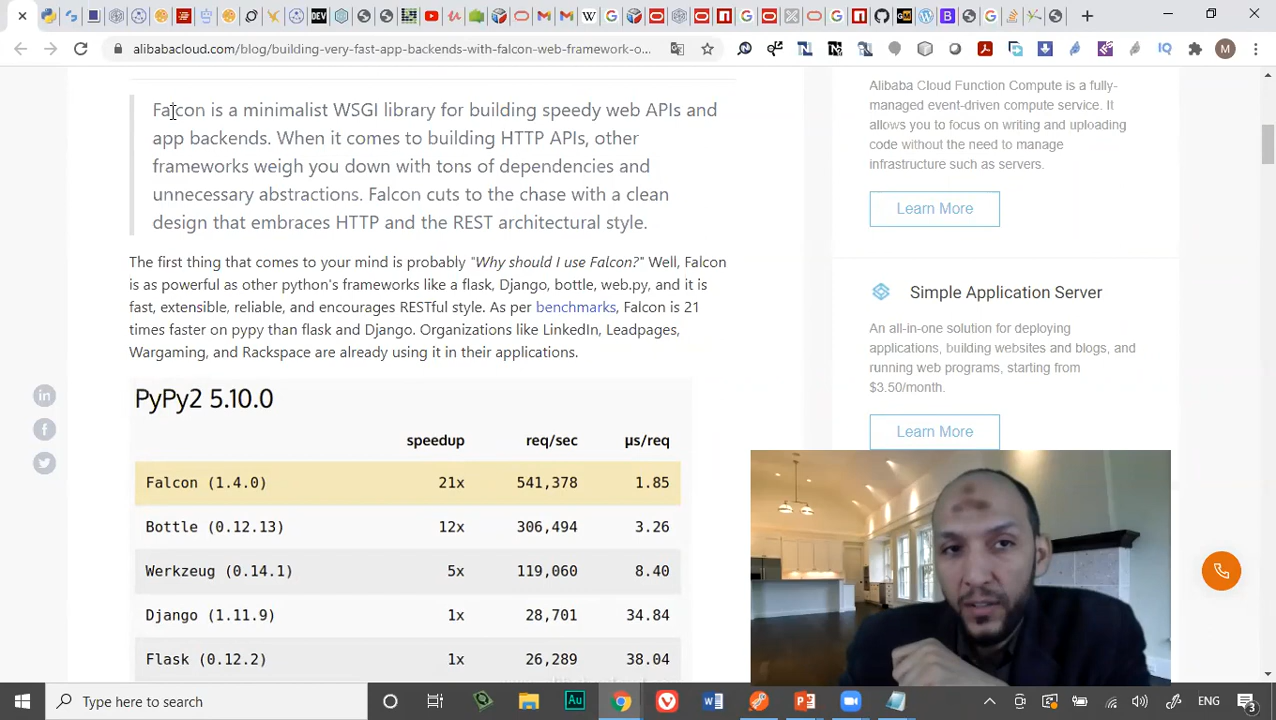 alibabacloud.com/blog/building-very-fast-app-backends-with-falcon-web-framework-o...
M
Falcon is a minimalist WSGI library for building speedy web APIs and
app backends. When it comes to building HTTP APIs, other
frameworks weigh you down with tons of dependencies and
unnecessary abstractions. Falcon cuts to the chase with a clean
design that embraces HTTP and the REST architectural style.
The first thing that comes to your mind is probably "Why should I use Falcon?" Well, Falcon
is as powerful as other python's frameworks like a flask, Django, bottle, web.py, and it is
fast, extensible, reliable, and encourages RESTful style. As per benchmarks, Falcon is 21
times faster on pypy than flask and Django. Organizations like LinkedIn, Leadpages,
Wargaming, and Rackspace are already using it in their applications.
PyPy2 5.10.0
speedup req/sec μs/req
Falcon (1.4.0) 21x 541,378 1.85
Bottle (0.12.13) 12x 306,494 3.26
Werkzeug (0.14.1) 5x 119,060 8.40
Django (1.11.9) 1x 28,701 34.84
Flask (0.12.2) 1x 26,289 38.04
Alibaba Cloud Function Compute is a fully-
managed event-driven compute service. It
allows you to focus on writing and uploading
code without the need to manage
infrastructure such as servers.
Learn More
Simple Application Server
An all-in-one solution for deploying
applications, building websites and blogs, and
running web programs, starting from
$3.50/month.
Learn More
Type here to search
ENG
3